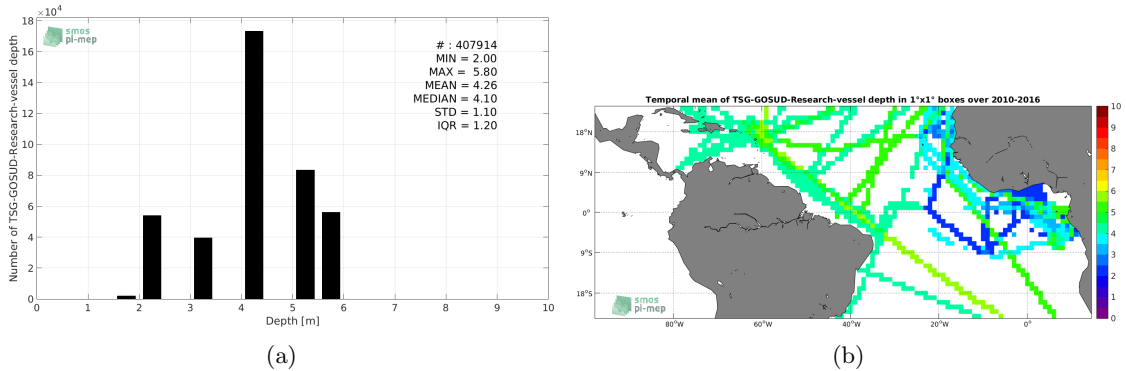 ×10⁴
18
16
14
12
10
8
6
4
2
0
Number of TSG-GOSUD-Research-vessel depth
smos
pi-mep
# : 407914
MIN = 2.00
MAX = 5.80
MEAN = 4.26
MEDIAN = 4.10
STD = 1.10
IQR = 1.20
0 1 2 3 4 5 6 7 8 9 10
Depth [m]
(a)
Temporal mean of TSG-GOSUD-Research-vessel depth in 1°x1° boxes over 2010-2016
18°N
9°N
0°
9°S
18°S
80°W 60°W 40°W 20°W 0°
smos
pi-mep
10
9
8
7
6
5
4
3
2
1
0
(b)